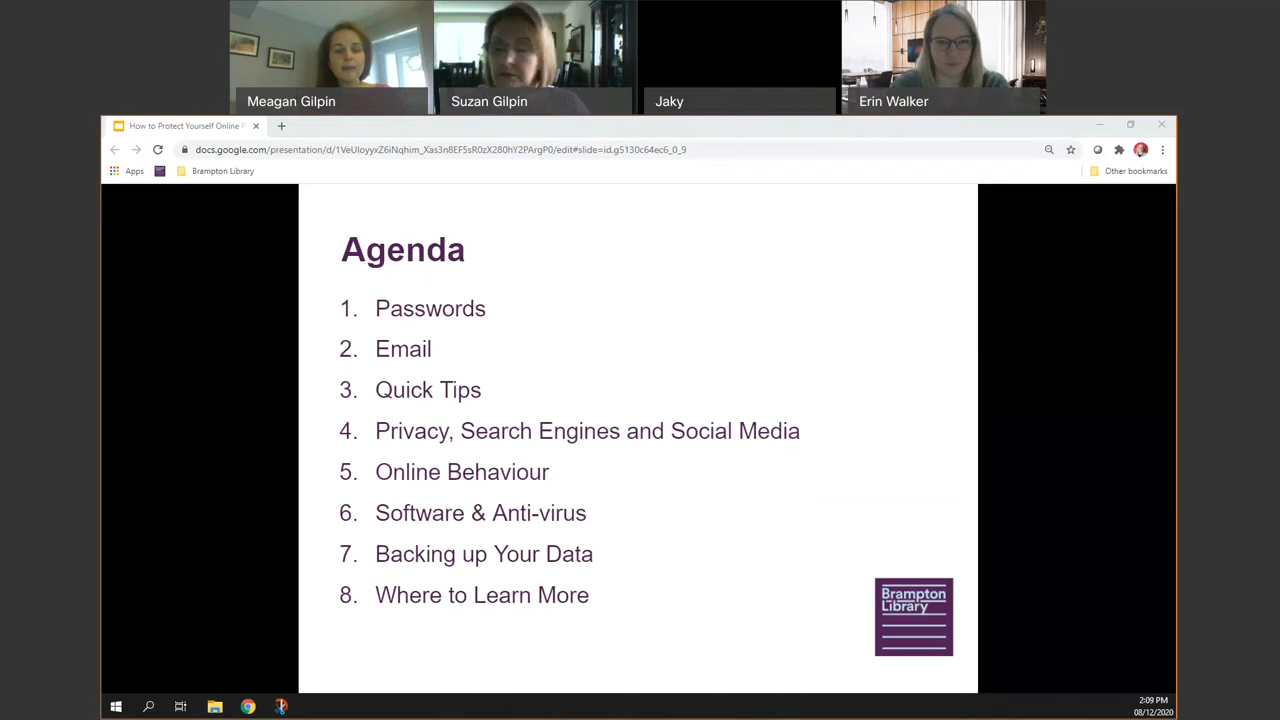 Meagan Gilpin
Suzan Gilpin
Jaky
Erin Walker
How to Protect Yourself Online
docs.google.com/presentation/d/1VeUloyyxZ6iNqhim_Xas3n8EF5sR0zX280hY2PArgP0/edit#slide=id.g5130c64ec6_0_9
Apps
Brampton Library
Other bookmarks
Agenda
1. Passwords
2. Email
3. Quick Tips
4. Privacy, Search Engines and Social Media
5. Online Behaviour
6. Software & Anti-virus
7. Backing up Your Data
8. Where to Learn More
Brampton
Library
2:09 PM
08/12/2020